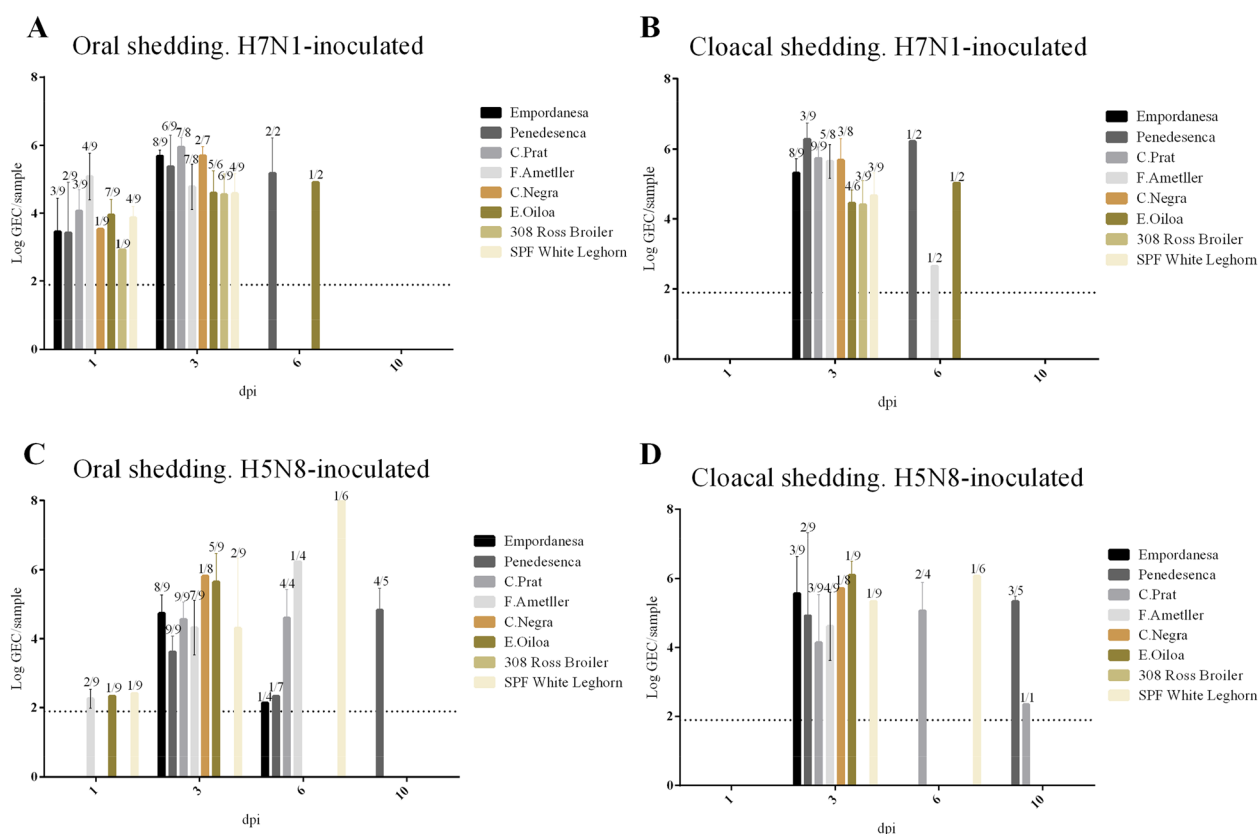 A
Oral shedding. H7N1-inoculated
Log GEC/sample
8
6
4
2
0
3/9 2/9 3/9 4/9 1/9 7/9 1/9 4/9
8/9 6/9 7/8 7/8 2/7 5/6 6/9 4/9
2/2 1/2
1 3 6 10
dpi
Empordanesa
Penedesenca
C.Prat
F.Ametller
C.Negra
E.Oiloa
308 Ross Broiler
SPF White Leghorn
B
Cloacal shedding. H7N1-inoculated
Log GEC/sample
8
6
4
2
0
8/9 3/9 9/9 5/8 3/8 4/6 3/9 3/9
1/2 1/2 1/2
1 3 6 10
dpi
Empordanesa
Penedesenca
C.Prat
F.Ametller
C.Negra
E.Oiloa
308 Ross Broiler
SPF White Leghorn
C
Oral shedding. H5N8-inoculated
Log GEC/sample
8
6
4
2
0
2/9 1/9 1/9
8/9 9/9 9/9 7/9 1/8 5/9 2/9
1/4 1/7 4/4 1/4 1/6
4/5
1 3 6 10
dpi
Empordanesa
Penedesenca
C.Prat
F.Ametller
C.Negra
E.Oiloa
308 Ross Broiler
SPF White Leghorn
D
Cloacal shedding. H5N8-inoculated
Log GEC/sample
8
6
4
2
0
3/9 2/9 3/9 4/9 1/8 1/9 1/9
2/4 1/6
3/5 1/1
1 3 6 10
dpi
Empordanesa
Penedesenca
C.Prat
F.Ametller
C.Negra
E.Oiloa
308 Ross Broiler
SPF White Leghorn